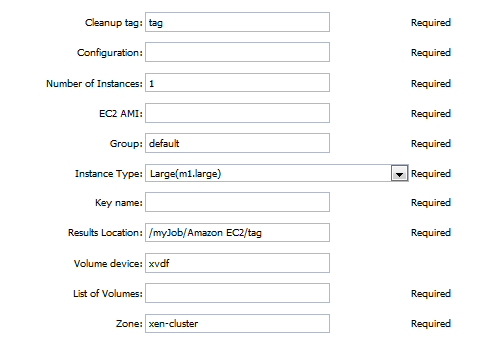 Cleanup tag: tag Required
Configuration: Required
Number of Instances: 1 Required
EC2 AMI: Required
Group: default Required
Instance Type: Large(m1.large) Required
Key name: Required
Results Location: /myJob/Amazon EC2/tag Required
Volume device: xvdf
List of Volumes: Required
Zone: xen-cluster Required